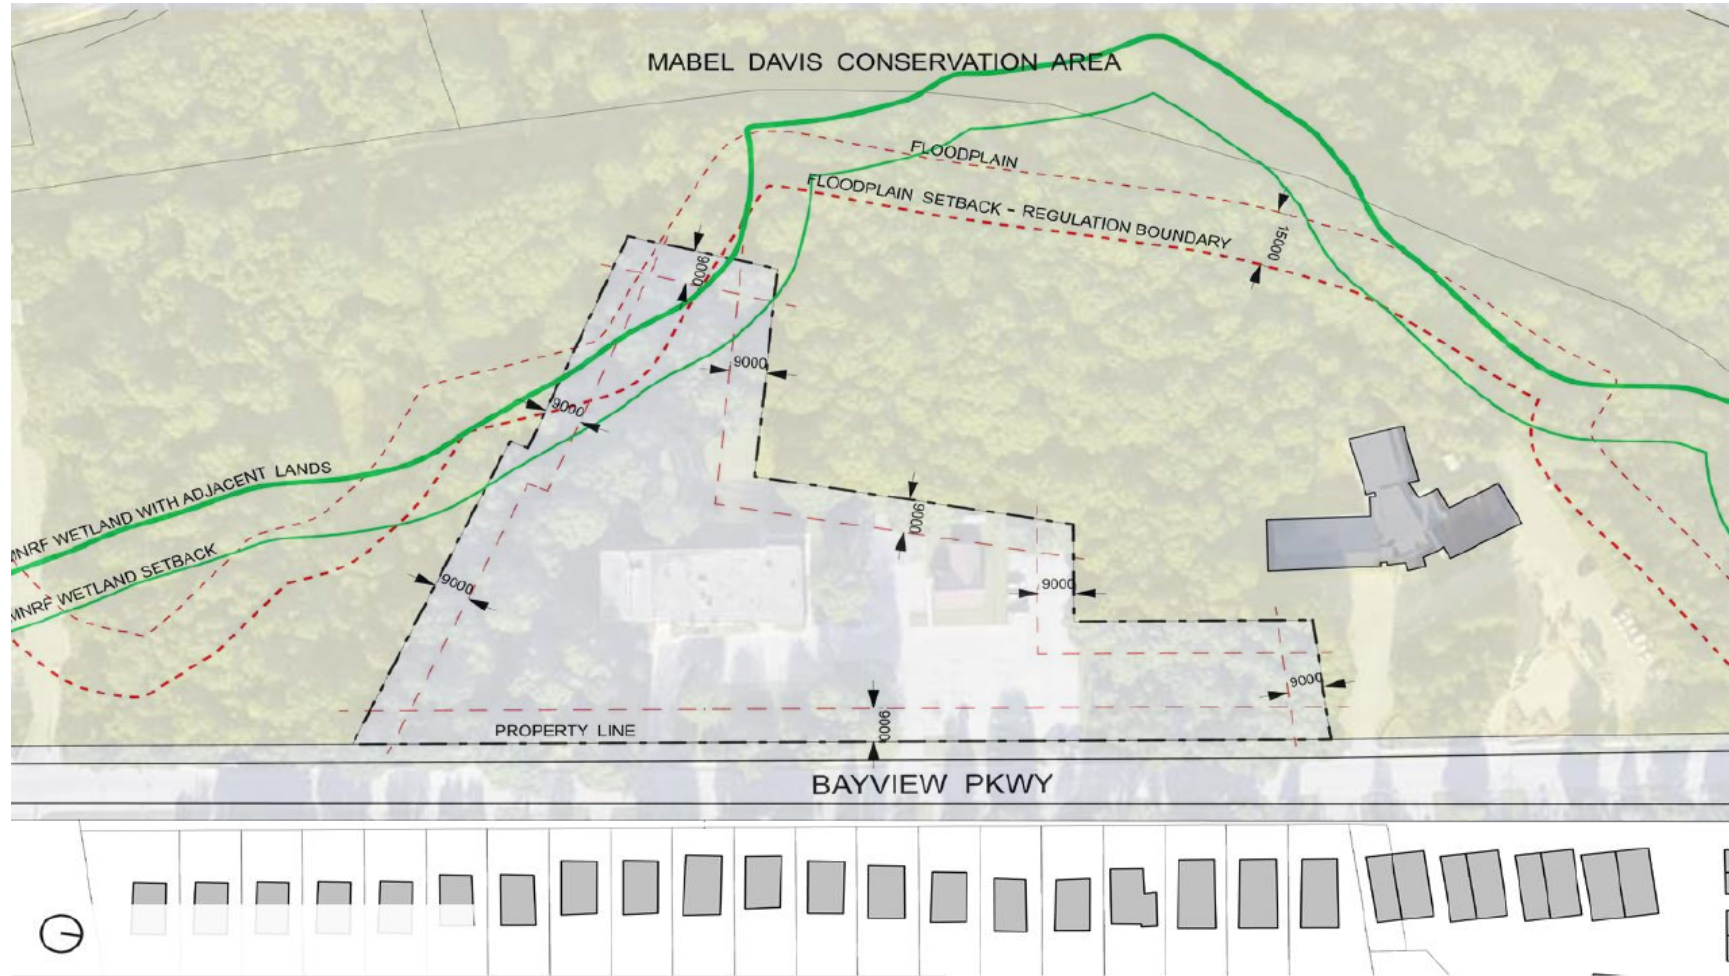 MABEL DAVIS CONSERVATION AREA
FLOODPLAIN
FLOODPLAIN SETBACK - REGULATION BOUNDARY
15000
9000
9000
9000
MNRF WETLAND WITH ADJACENT LANDS
9000
MNRF WETLAND SETBACK
9000
9000
9000
9000
PROPERTY LINE
BAYVIEW PKWY